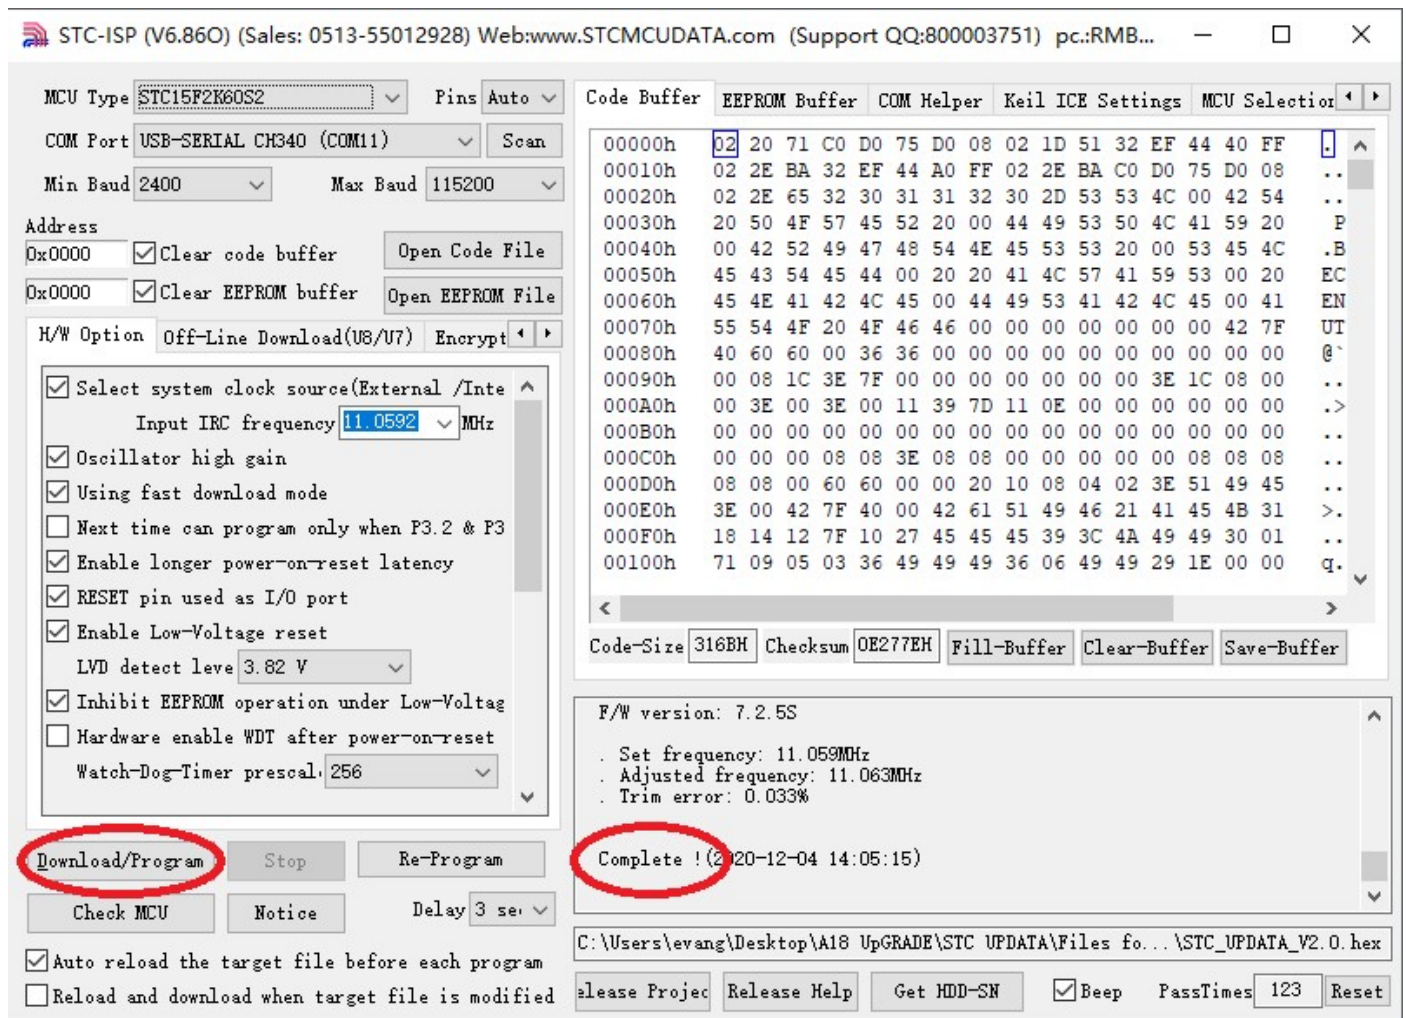 STC-ISP (V6.86O) (Sales: 0513-55012928) Web:www.STCMCUDATA.com (Support QQ:800003751) pc.:RMB...
MCU Type STC15F2K60S2 Pins Auto
COM Port USB-SERIAL CH340 (COM11) Scan
Min Baud 2400 Max Baud 115200
Address
0x0000 Clear code buffer Open Code File
0x0000 Clear EEPROM buffer Open EEPROM File
H/W Option Off-Line Download(U8/U7) Encrypt
Select system clock source(External /Inte
Input IRC frequency 11.0592 MHz
Oscillator high gain
Using fast download mode
Next time can program only when P3.2 & P3
Enable longer power-on-reset latency
RESET pin used as I/O port
Enable Low-Voltage reset
LVD detect leve 3.82 V
Inhibit EEPROM operation under Low-Voltag
Hardware enable WDT after power-on-reset
Watch-Dog-Timer prescal 256
Download/Program Stop Re-Program
Check MCU Notice Delay 3 se
Auto reload the target file before each program
Reload and download when target file is modified
Code Buffer EEPROM Buffer COM Helper Keil ICE Settings MCU Selection
00000h 02 20 71 C0 D0 75 D0 08 02 1D 51 32 EF 44 40 FF .
00010h 02 2E BA 32 EF 44 A0 FF 02 2E BA C0 D0 75 D0 08 ..
00020h 02 2E 65 32 30 31 31 32 30 2D 53 53 4C 00 42 54 ..
00030h 20 50 4F 57 45 52 20 00 44 49 53 50 4C 41 59 20 P
00040h 00 42 52 49 47 48 54 4E 45 53 53 20 00 53 45 4C .B
00050h 45 43 54 45 44 00 20 20 41 4C 57 41 59 53 00 20 EC
00060h 45 4E 41 42 4C 45 00 44 49 53 41 42 4C 45 00 41 EN
00070h 55 54 4F 20 4F 46 46 00 00 00 00 00 00 00 42 7F UT
00080h 40 60 60 00 36 36 00 00 00 00 00 00 00 00 00 00 @`
00090h 00 08 1C 3E 7F 00 00 00 00 00 00 00 3E 1C 08 00 ..
000A0h 00 3E 00 3E 00 11 39 7D 11 0E 00 00 00 00 00 00 .>
000B0h 00 00 00 00 00 00 00 00 00 00 00 00 00 00 00 00 ..
000C0h 00 00 00 08 08 3E 08 08 00 00 00 00 00 08 08 08 ..
000D0h 08 08 00 60 60 00 00 20 10 08 04 02 3E 51 49 45 ..
000E0h 3E 00 42 7F 40 00 42 61 51 49 46 21 41 45 4B 31 >.
000F0h 18 14 12 7F 10 27 45 45 45 39 3C 4A 49 49 30 01 ..
00100h 71 09 05 03 36 49 49 49 36 06 49 49 29 1E 00 00 q.
Code-Size 316BH Checksum 0E277EH Fill-Buffer Clear-Buffer Save-Buffer
F/W version: 7.2.5S
. Set frequency: 11.059MHz
. Adjusted frequency: 11.063MHz
. Trim error: 0.033%
Complete !(2020-12-04 14:05:15)
C:\Users\evang\Desktop\A18 UpGRADE\STC UPDATA\Files fo...\STC_UPDATA_V2.0.hex
elease Projec Release Help Get HDD-SN Beep PassTimes 123 Reset